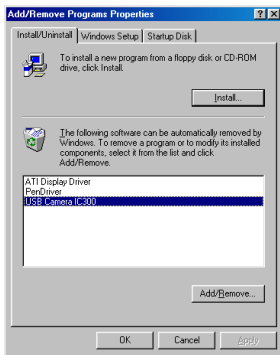 Add/Remove Programs Properties
Install/Uninstall Windows Setup Startup Disk
To install a new program from a floppy disk or CD-ROM
drive, click Install.
Install...
The following software can be automatically removed by
Windows. To remove a program or to modify its installed
components, select it from the list and click
Add/Remove.
ATI Display Driver
PenDriver
USB Camera IC300
Add/Remove...
OK Cancel Apply